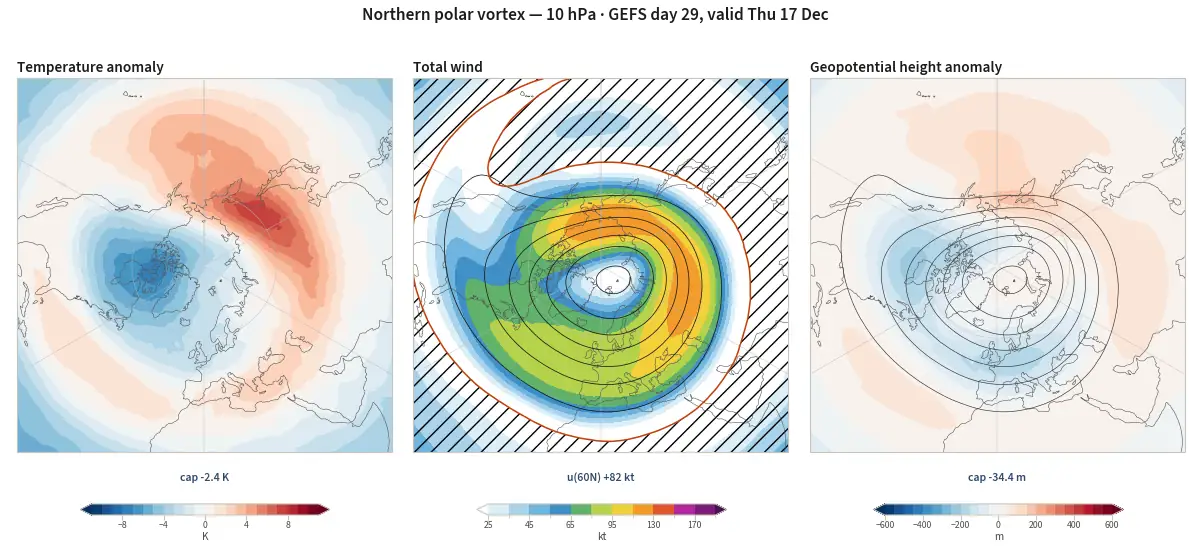 Northern polar vortex — 10 hPa · GEFS day 29, valid Thu 17 Dec
Temperature anomaly
Total wind
Geopotential height anomaly
cap -2.4 K
u(60N) +82 kt
cap -34.4 m
−8 −4 0 4 8
K
25 45 65 95 130 170
kt
−600 −400 −200 0 200 400 600
m